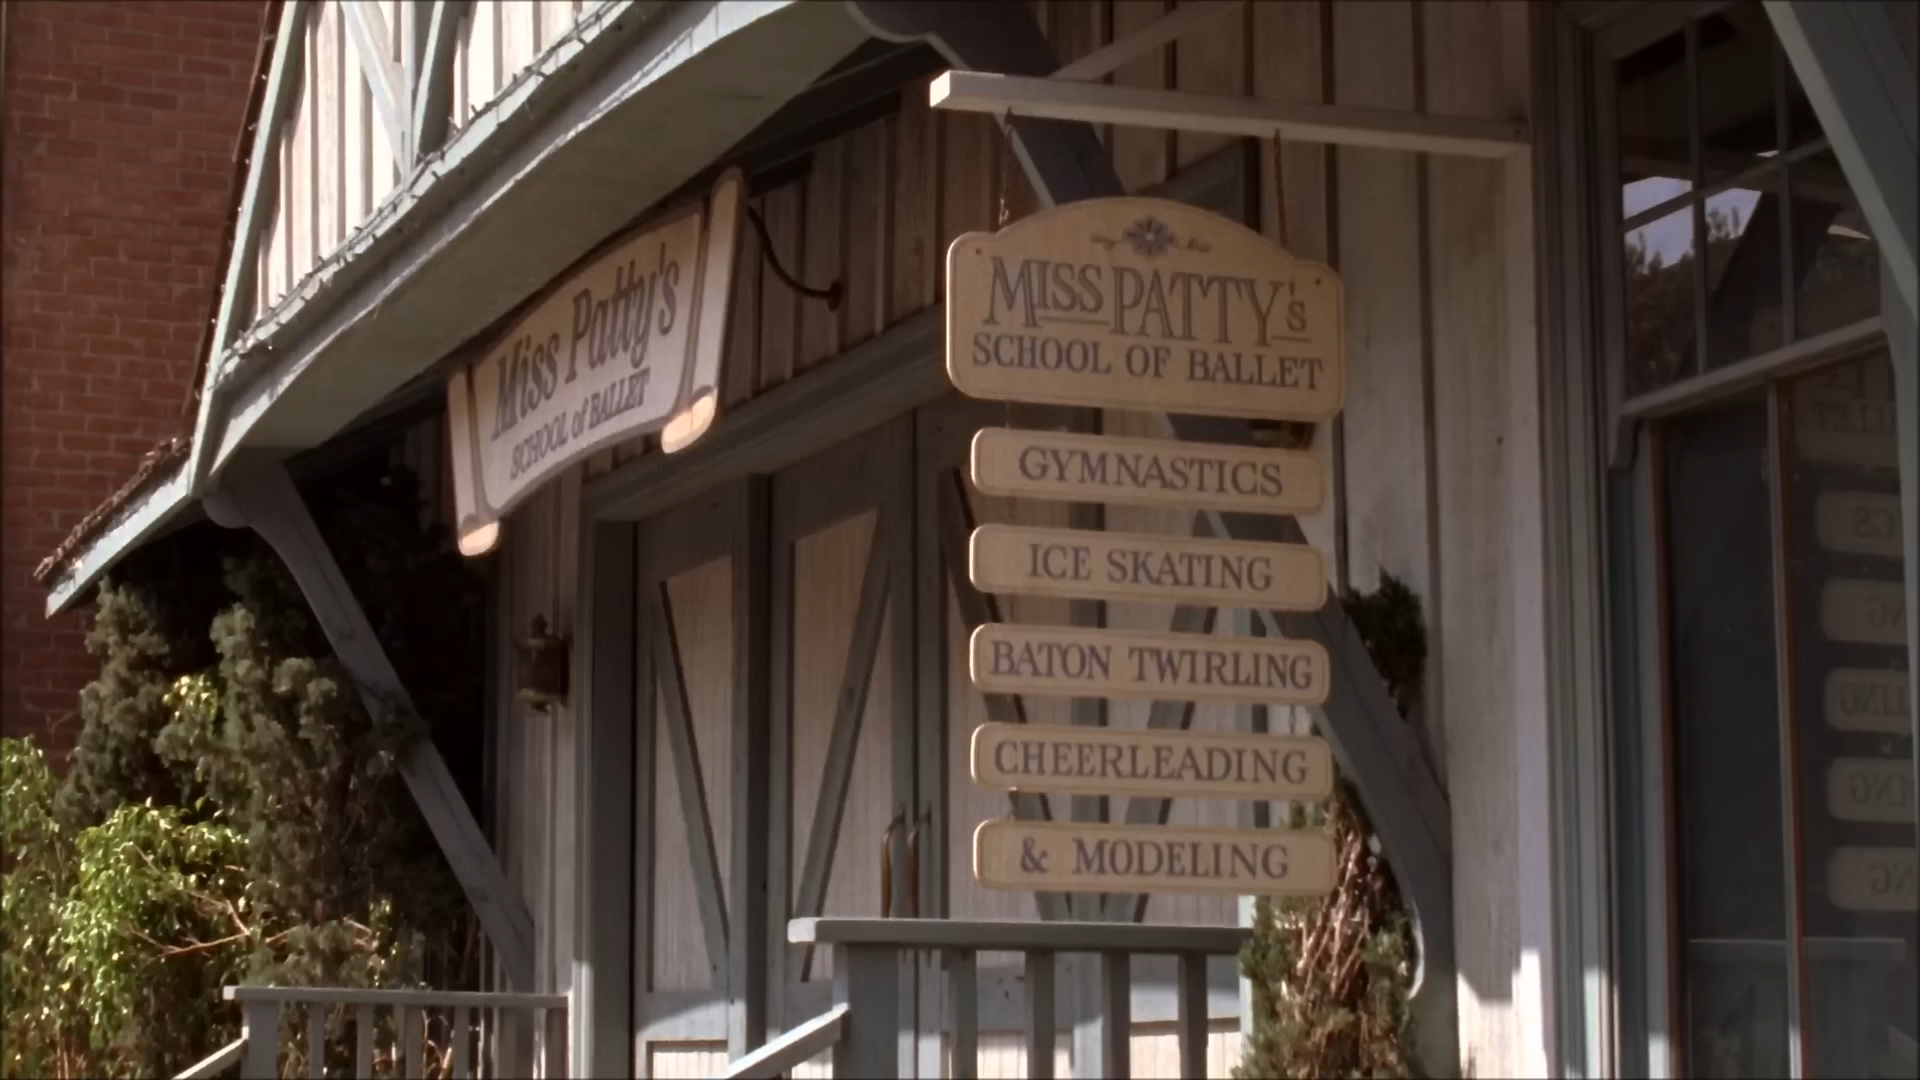 Miss Patty's
SCHOOL of BALLET
MISS PATTY's
SCHOOL OF BALLET
GYMNASTICS
ICE SKATING
BATON TWIRLING
CHEERLEADING
& MODELING